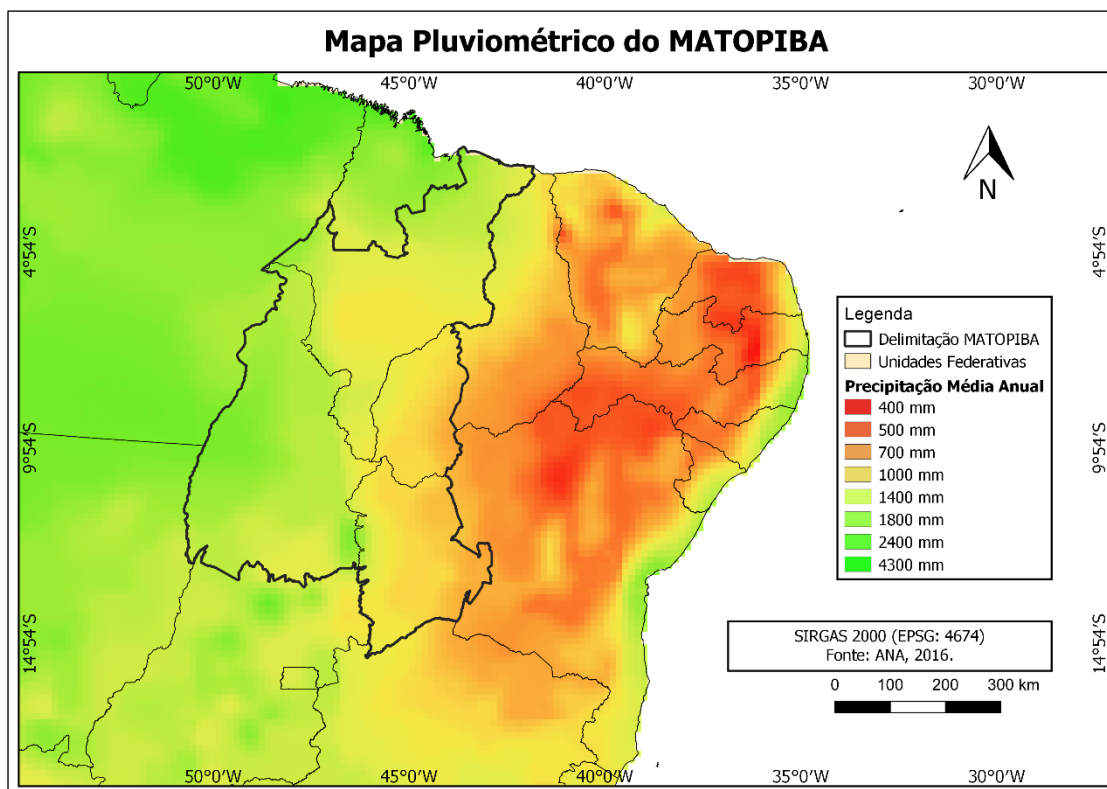 Mapa Pluviométrico do MATOPIBA
50°0'W 45°0'W 40°0'W 35°0'W 30°0'W
4°54'S 4°54'S
9°54'S 9°54'S
14°54'S 14°54'S
N
Legenda
Delimitação MATOPIBA
Unidades Federativas
Precipitação Média Anual
400 mm
500 mm
700 mm
1000 mm
1400 mm
1800 mm
2400 mm
4300 mm
SIRGAS 2000 (EPSG: 4674)
Fonte: ANA, 2016.
0 100 200 300 km
50°0'W 45°0'W 40°0'W 35°0'W 30°0'W